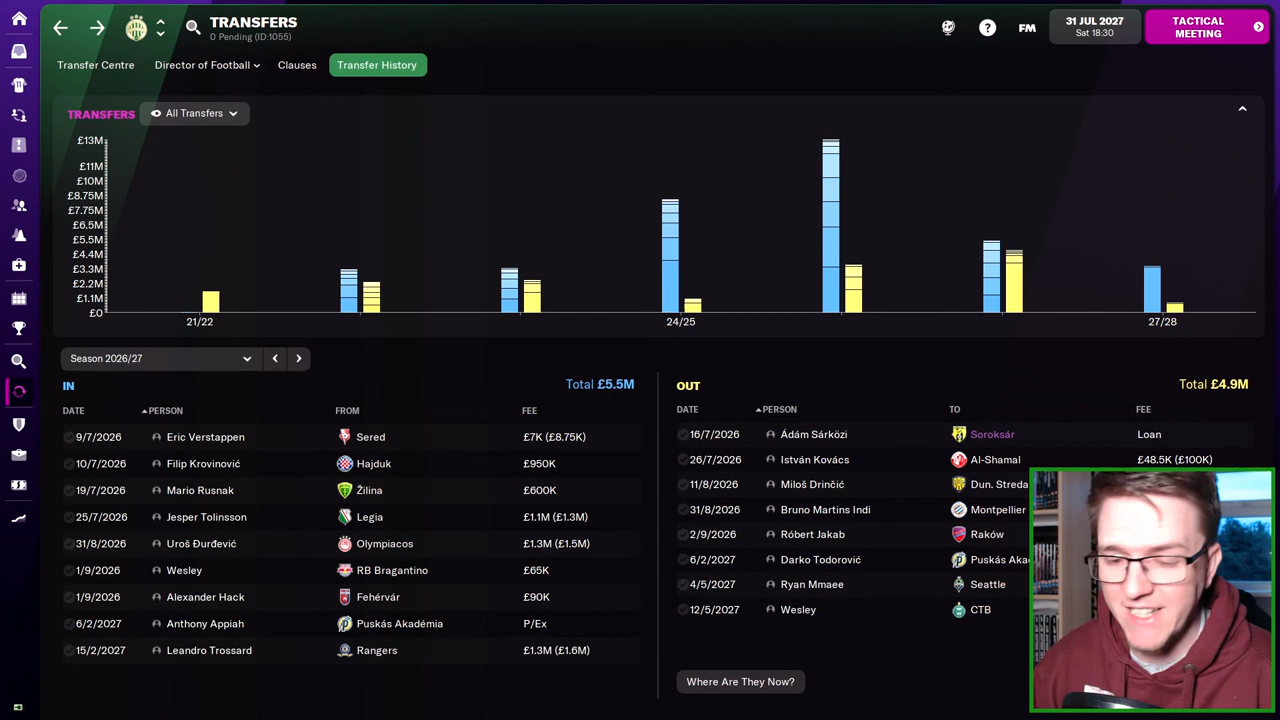 TRANSFERS
0 Pending (ID:1055)
FM
31 JUL 2027
Sat 18:30
TACTICAL
MEETING
Transfer Centre
Director of Football
Clauses
Transfer History
TRANSFERS
All Transfers
£13M
£11M
£10M
£8.75M
£7.75M
£6.5M
£5.5M
£4.4M
£3.3M
£2.2M
£1.1M
£0
21/22
24/25
27/28
Season 2026/27
IN
Total £5.5M
DATE PERSON FROM FEE
9/7/2026 Eric Verstappen Sered £7K (£8.75K)
10/7/2026 Filip Krovinović Hajduk £950K
19/7/2026 Mario Rusnak Žilina £600K
25/7/2026 Jesper Tolinsson Legia £1.1M (£1.3M)
31/8/2026 Uroš Đurđević Olympiacos £1.3M (£1.5M)
1/9/2026 Wesley RB Bragantino £65K
1/9/2026 Alexander Hack Fehérvár £90K
6/2/2027 Anthony Appiah Puskás Akadémia P/Ex
15/2/2027 Leandro Trossard Rangers £1.3M (£1.6M)
OUT
Total £4.9M
DATE PERSON TO FEE
16/7/2026 Ádám Sárközi Soroksár Loan
26/7/2026 István Kovács Al-Shamal £48.5K (£100K)
11/8/2026 Miloš Drinčić Dun. Streda
31/8/2026 Bruno Martins Indi Montpellier
2/9/2026 Róbert Jakab Raków
6/2/2027 Darko Todorović Puskás Aka
4/5/2027 Ryan Mmaee Seattle
12/5/2027 Wesley CTB
Where Are They Now?